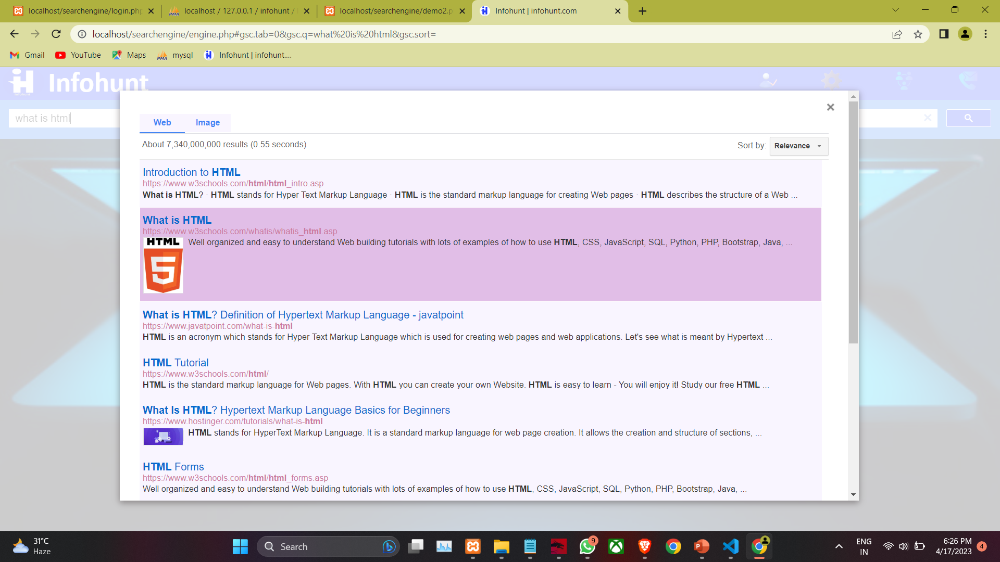 localhost/searchengine/login.php
localhost / 127.0.0.1 / infohunt /
localhost/searchengine/demo2.p
Infohunt | infohunt.com
localhost/searchengine/engine.php#gsc.tab=0&gsc.q=what%20is%20html&gsc.sort=
Gmail
YouTube
Maps
PMA
mysql
Infohunt | infohunt....
Infohunt
what is html
Web
Image
About 7,340,000,000 results (0.55 seconds)
Sort by:
Relevance
Introduction to HTML
https://www.w3schools.com/html/html_intro.asp
What is HTML? · HTML stands for Hyper Text Markup Language · HTML is the standard markup language for creating Web pages · HTML describes the structure of a Web ...
What is HTML
https://www.w3schools.com/whatis/whatis_html.asp
HTML
5
Well organized and easy to understand Web building tutorials with lots of examples of how to use HTML, CSS, JavaScript, SQL, Python, PHP, Bootstrap, Java, ...
What is HTML? Definition of Hypertext Markup Language - javatpoint
https://www.javatpoint.com/what-is-html
HTML is an acronym which stands for Hyper Text Markup Language which is used for creating web pages and web applications. Let's see what is meant by Hypertext ...
HTML Tutorial
https://www.w3schools.com/html/
HTML is the standard markup language for Web pages. With HTML you can create your own Website. HTML is easy to learn - You will enjoy it! Study our free HTML ...
What Is HTML? Hypertext Markup Language Basics for Beginners
https://www.hostinger.com/tutorials/what-is-html
HTML stands for HyperText Markup Language. It is a standard markup language for web page creation. It allows the creation and structure of sections, ...
HTML Forms
https://www.w3schools.com/html/html_forms.asp
Well organized and easy to understand Web building tutorials with lots of examples of how to use HTML, CSS, JavaScript, SQL, Python, PHP, Bootstrap, Java, ...
31°C
Haze
Search
9
ENG
IN
6:26 PM
4/17/2023
4